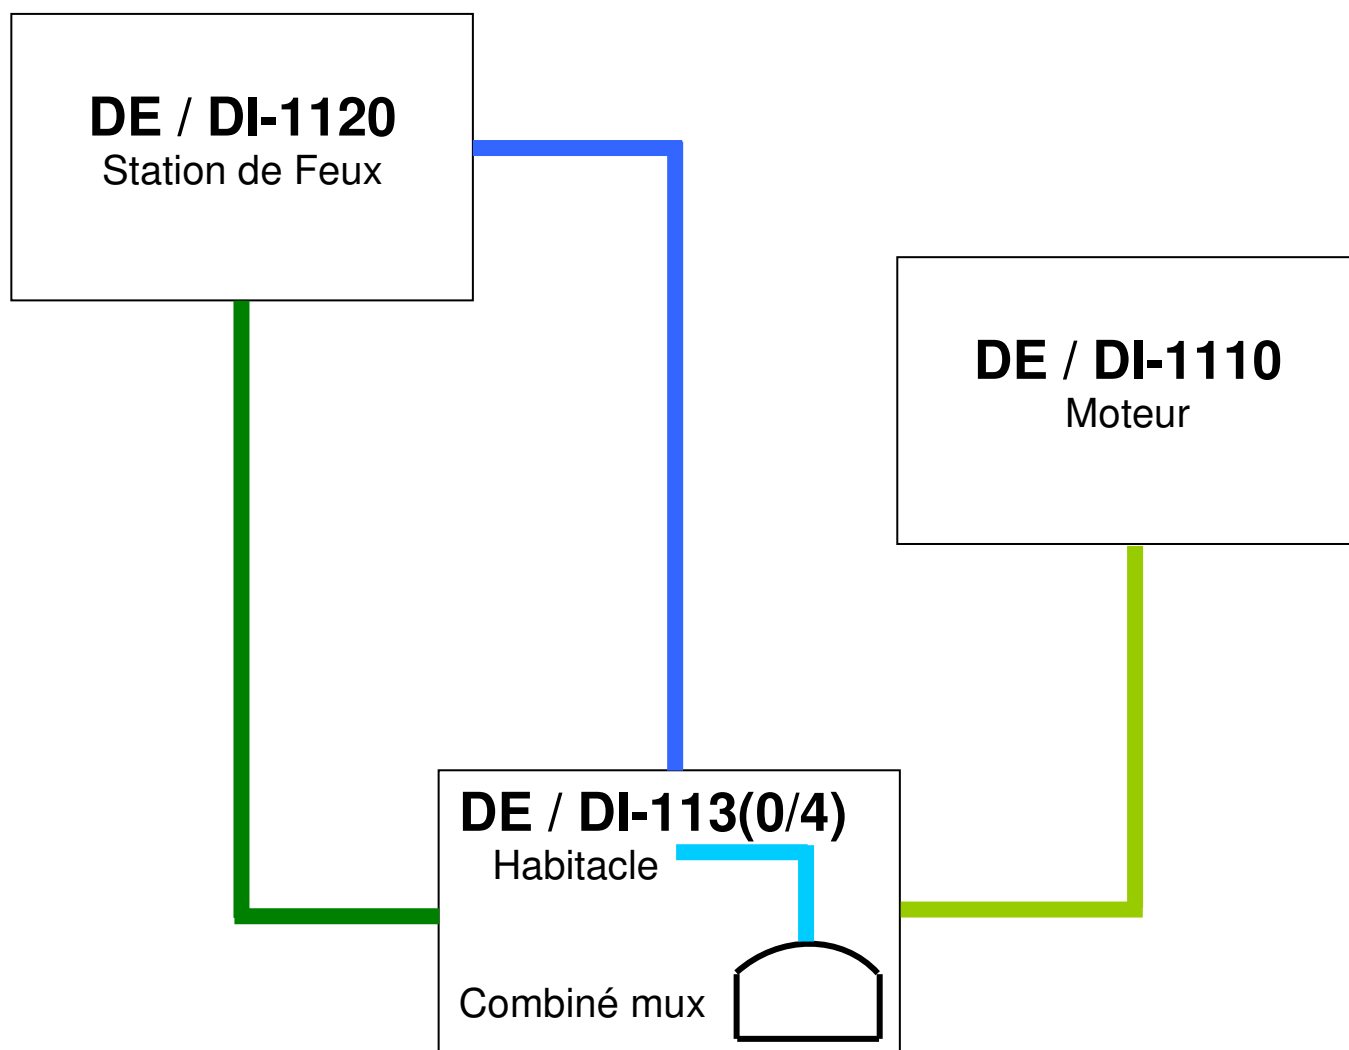 DE / DI-1120
Station de Feux
DE / DI-1110
Moteur
DE / DI-113(0/4)
Habitacle
Combiné mux